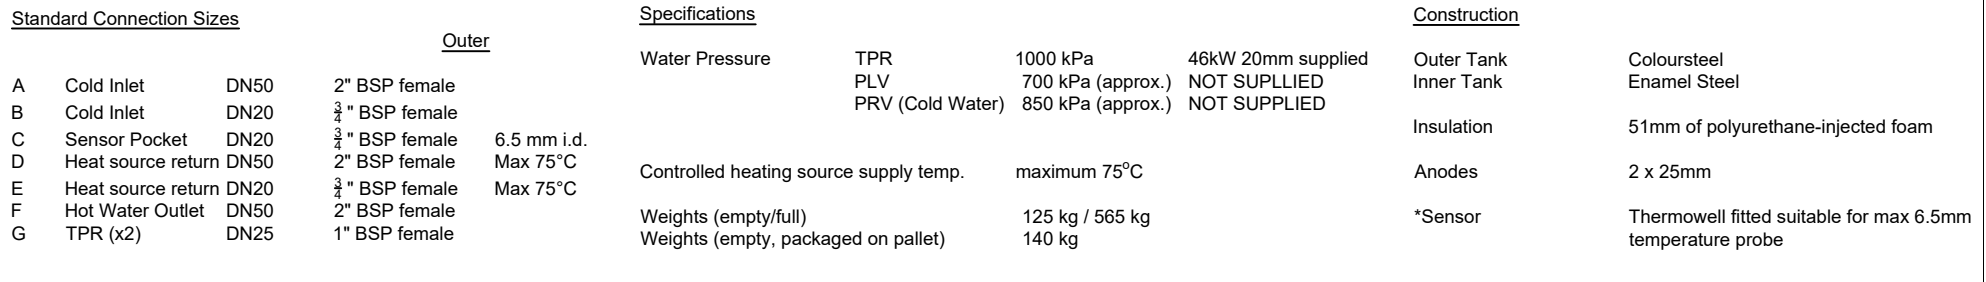 Standard Connection Sizes
Outer
A Cold Inlet DN50 2" BSP female
B Cold Inlet DN20 3/4 " BSP female
C Sensor Pocket DN20 3/4 " BSP female 6.5 mm i.d.
D Heat source return DN50 2" BSP female Max 75°C
E Heat source return DN20 3/4 " BSP female Max 75°C
F Hot Water Outlet DN50 2" BSP female
G TPR (x2) DN25 1" BSP female
Specifications
Water Pressure TPR 1000 kPa 46kW 20mm supplied
PLV 700 kPa (approx.) NOT SUPLLIED
PRV (Cold Water) 850 kPa (approx.) NOT SUPPLIED
Controlled heating source supply temp. maximum 75°C
Weights (empty/full) 125 kg / 565 kg
Weights (empty, packaged on pallet) 140 kg
Construction
Outer Tank Coloursteel
Inner Tank Enamel Steel
Insulation 51mm of polyurethane-injected foam
Anodes 2 x 25mm
*Sensor Thermowell fitted suitable for max 6.5mm
temperature probe